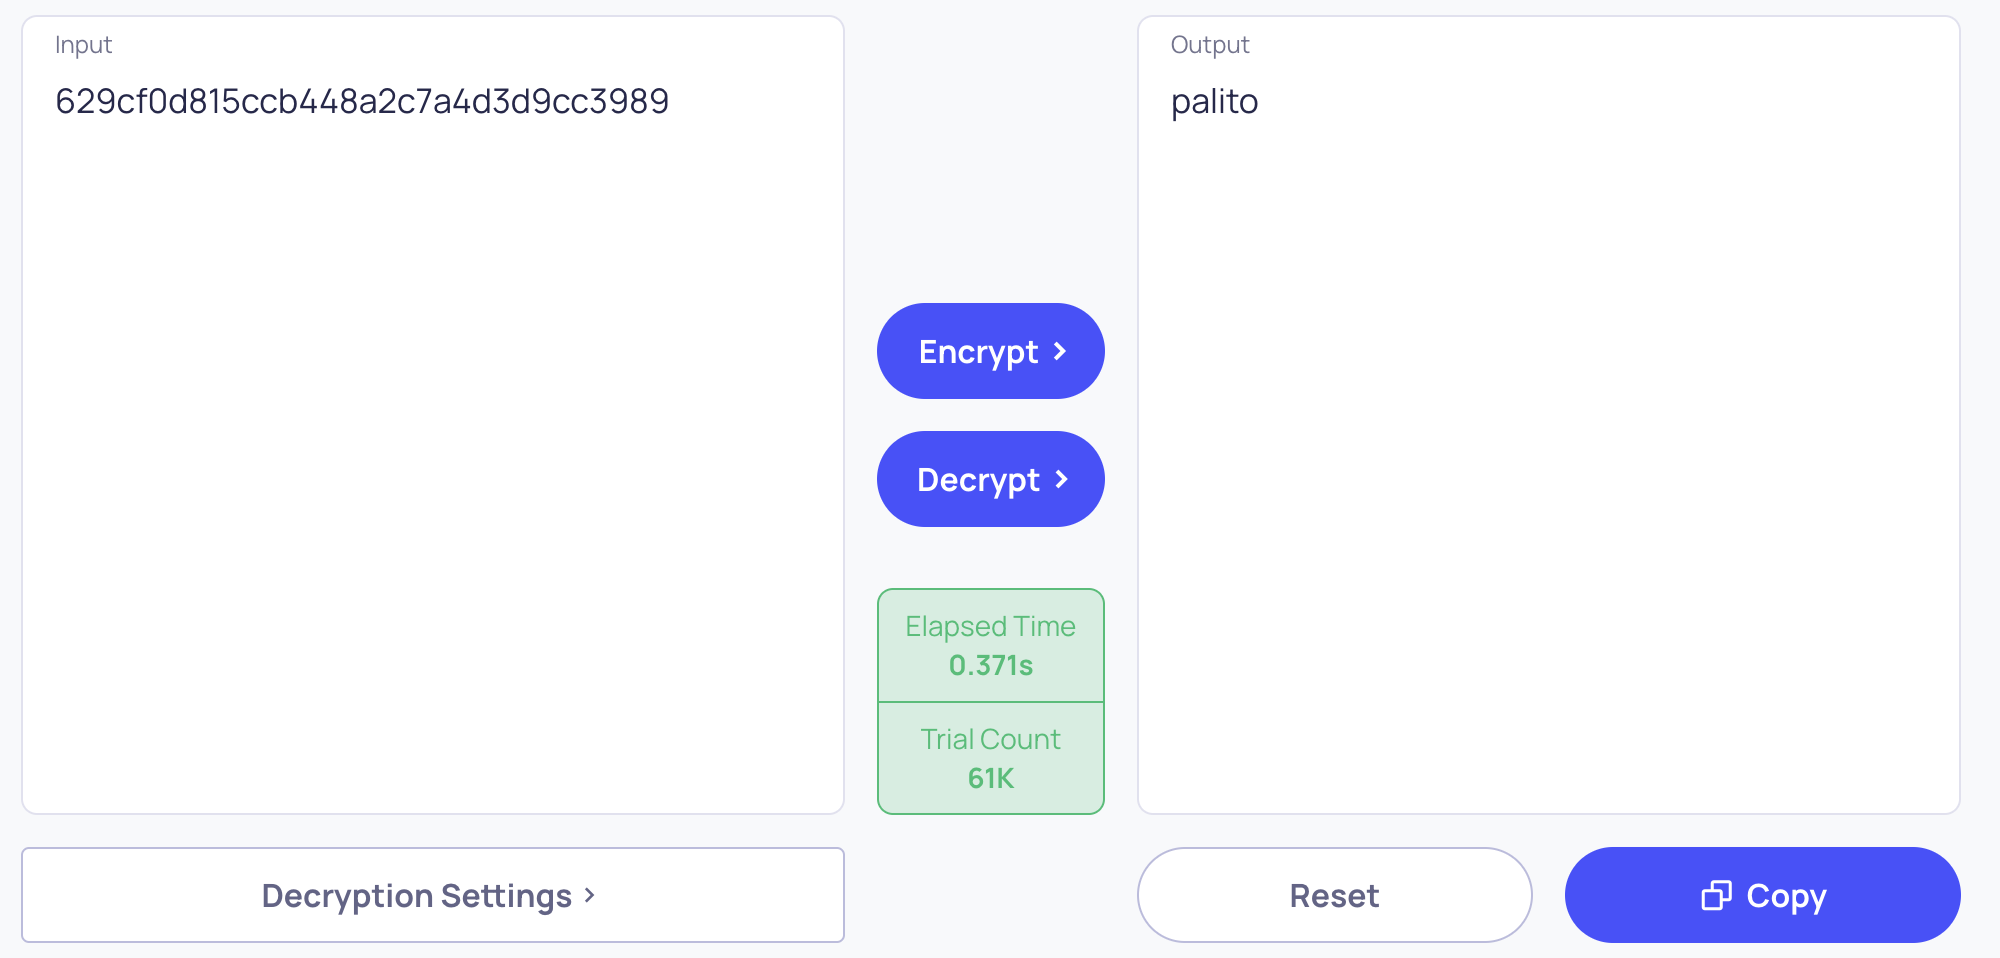 Input
629cf0d815ccb448a2c7a4d3d9cc3989
Output
palito
Encrypt
Decrypt
Elapsed Time
0.371s
Trial Count
61K
Decryption Settings
Reset
Copy